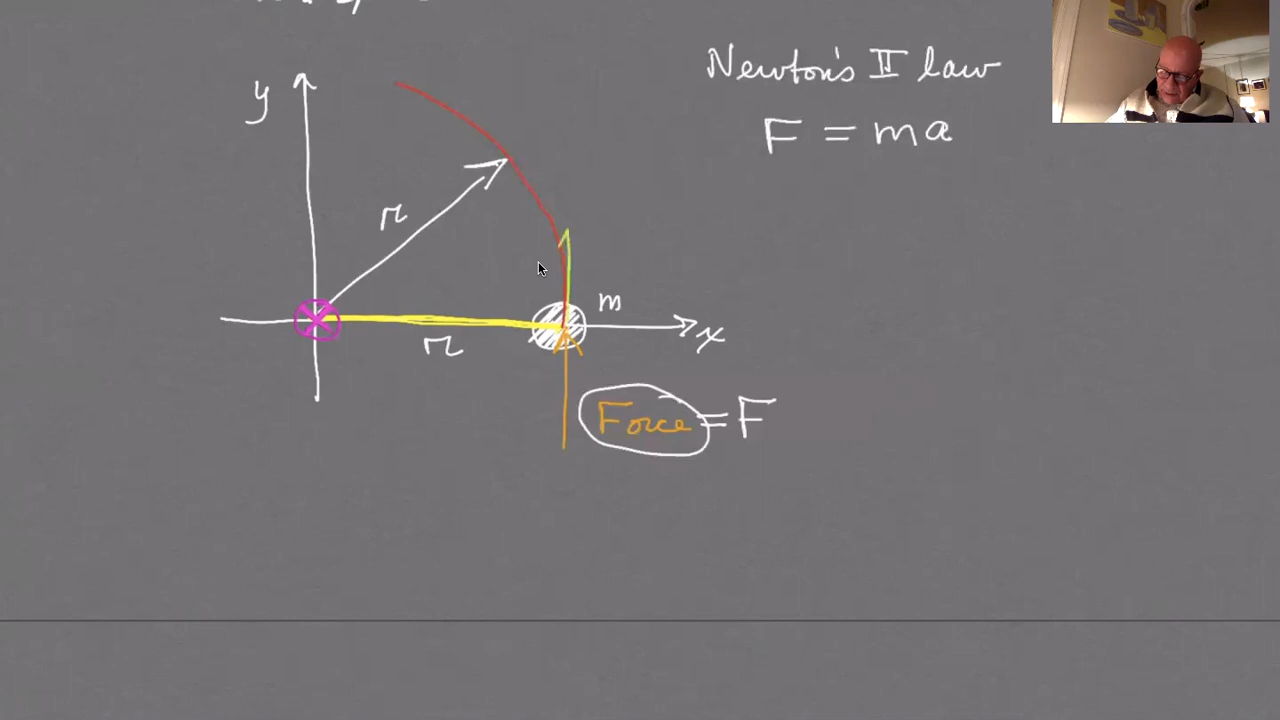 Newton's II law
F = ma
y
r
m
r
x
Force = F